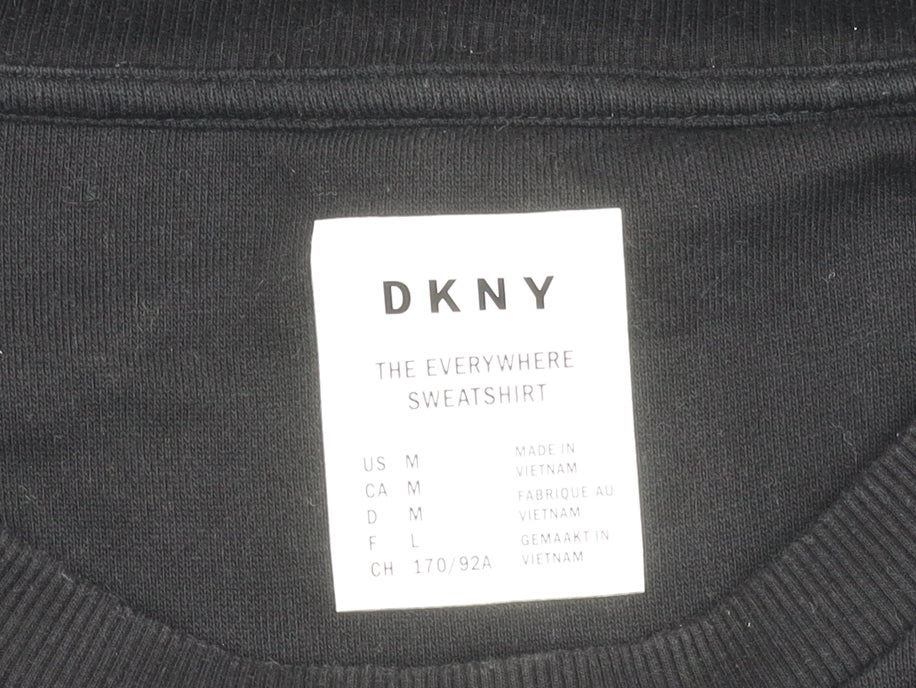 DKNY
THE EVERYWHERE
SWEATSHIRT
US M
CA M
D M
F L
CH 170/92A
MADE IN
VIETNAM
FABRIQUE AU
VIETNAM
GEMAAKT IN
VIETNAM